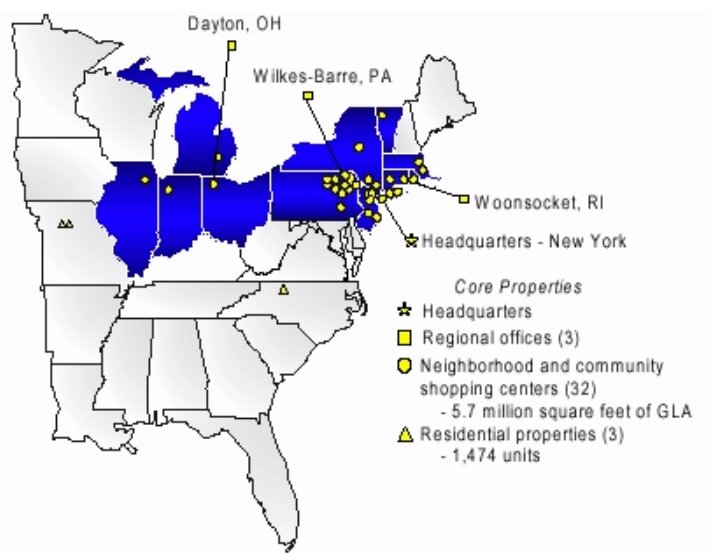 Dayton, OH
Wilkes-Barre, PA
Woonsocket, RI
Headquarters - New York
Core Properties
Headquarters
Regional offices (3)
Neighborhood and community
shopping centers (32)
- 5.7 million square feet of GLA
Residential properties (3)
- 1,474 units